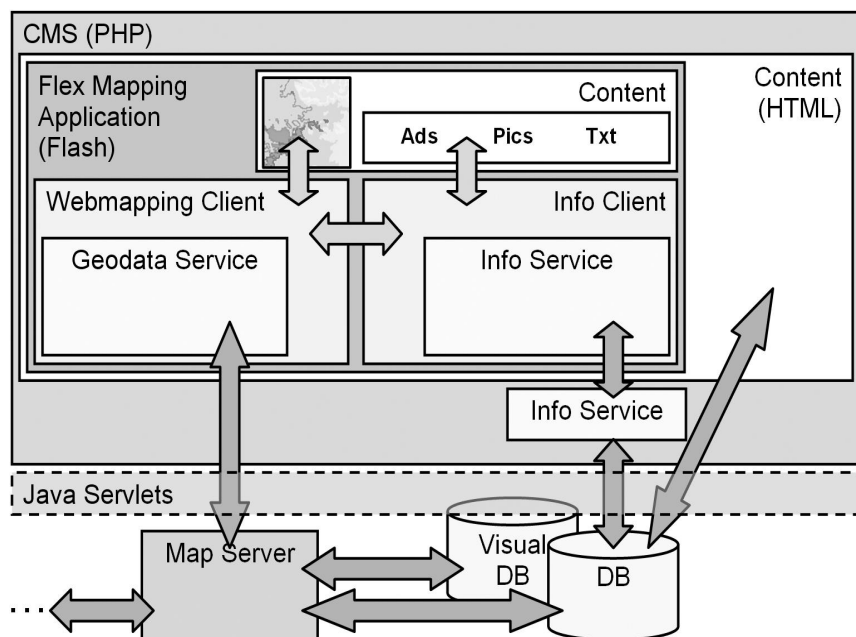 CMS (PHP)
Flex Mapping
Application
(Flash)
Content
Content
(HTML)
Ads Pics Txt
Webmapping Client
Info Client
Geodata Service
Info Service
Info Service
Java Servlets
Map Server
Visual
DB
DB
...